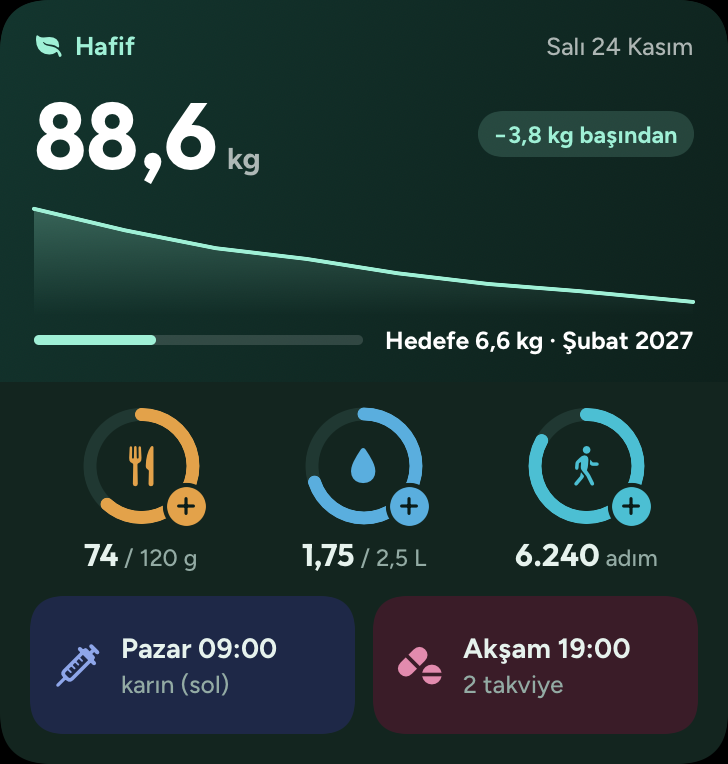 Hafif
Salı 24 Kasım
88,6 kg
−3,8 kg başından
Hedefe 6,6 kg · Şubat 2027
74 / 120 g
1,75 / 2,5 L
6.240 adım
Pazar 09:00
karın (sol)
Akşam 19:00
2 takviye